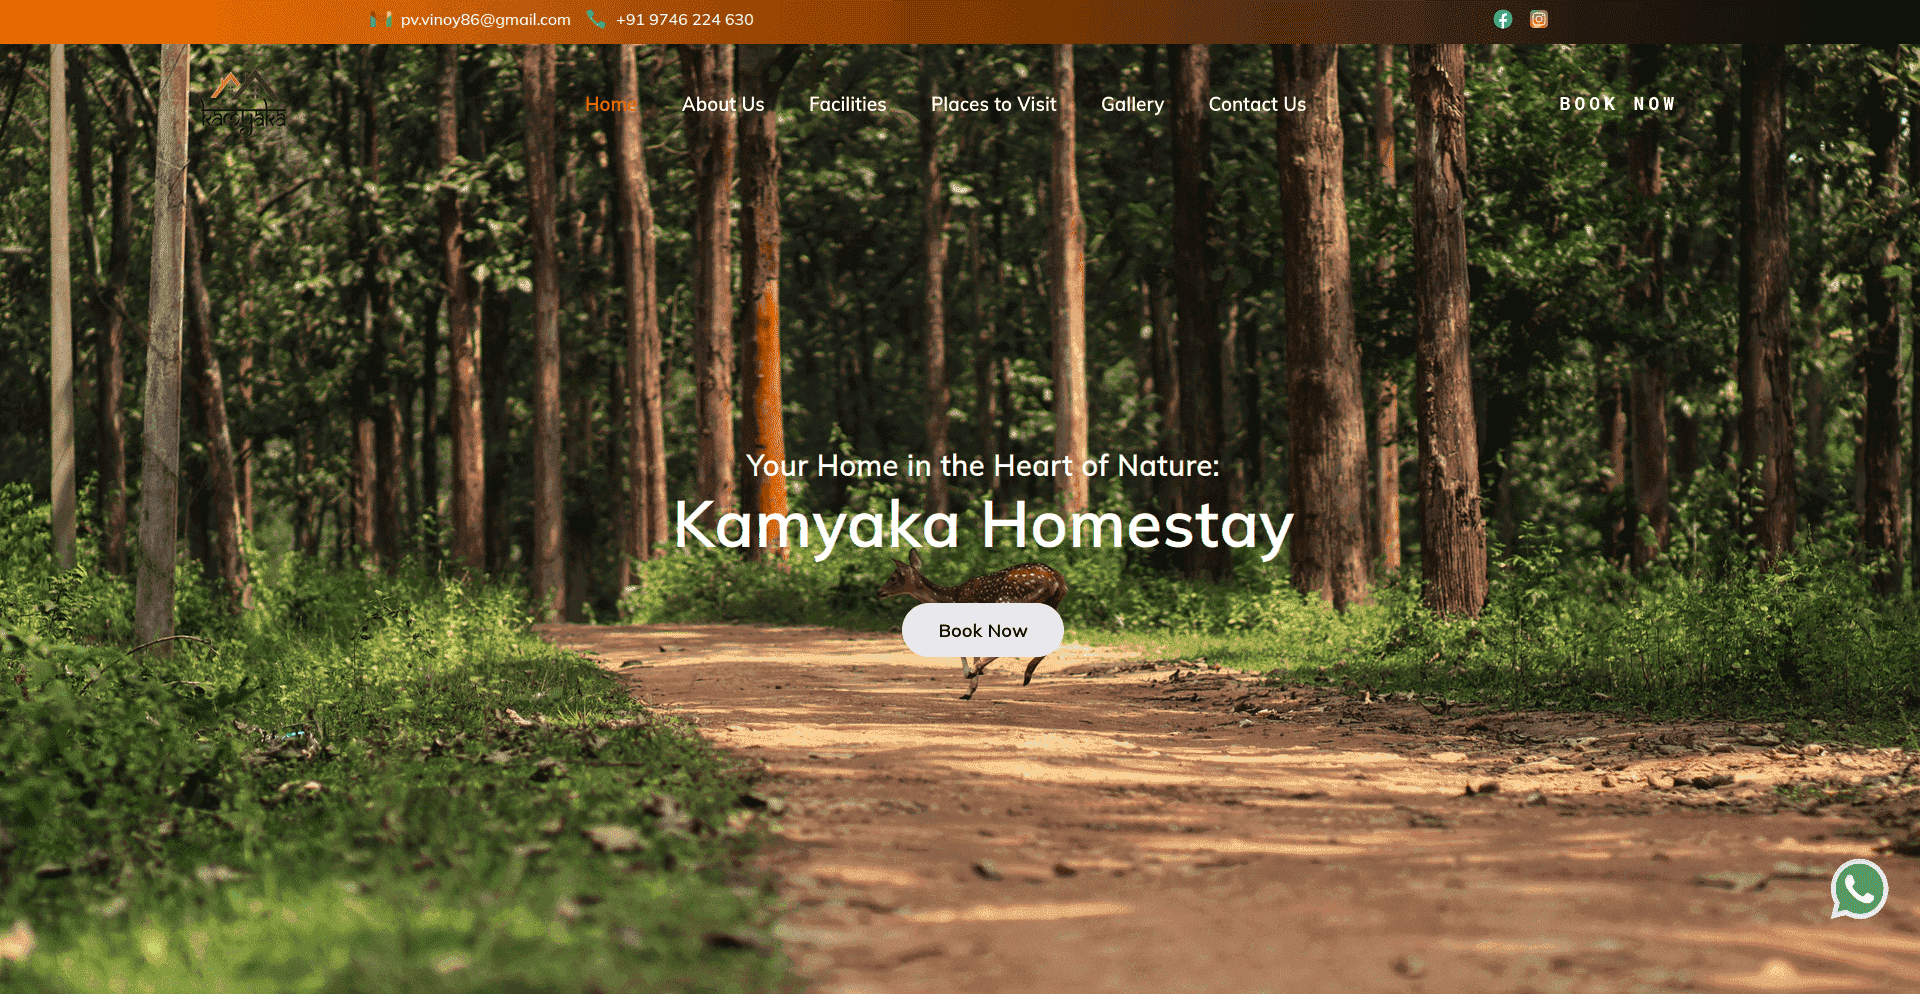 pv.vinoy86@gmail.com +91 9746 224 630
kamyaka
Home About Us Facilities Places to Visit Gallery Contact Us BOOK NOW
Your Home in the Heart of Nature:
Kamyaka Homestay
Book Now